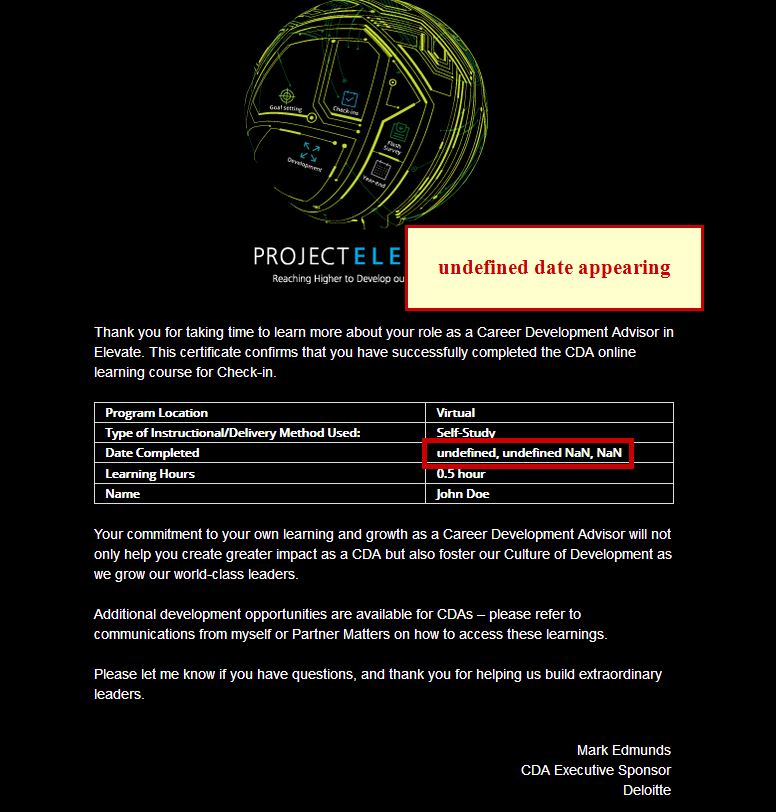 Goal setting
Check-ins
Flash
Survey
Development
Year-end
PROJECTELE
undefined date appearing
Reaching Higher to Develop ou
Thank you for taking time to learn more about your role as a Career Development Advisor in
Elevate. This certificate confirms that you have successfully completed the CDA online
learning course for Check-in.
Program Location Virtual
Type of Instructional/Delivery Method Used: Self-Study
Date Completed undefined, undefined NaN, NaN
Learning Hours 0.5 hour
Name John Doe
Your commitment to your own learning and growth as a Career Development Advisor will not
only help you create greater impact as a CDA but also foster our Culture of Development as
we grow our world-class leaders.
Additional development opportunities are available for CDAs – please refer to
communications from myself or Partner Matters on how to access these learnings.
Please let me know if you have questions, and thank you for helping us build extraordinary
leaders.
Mark Edmunds
CDA Executive Sponsor
Deloitte